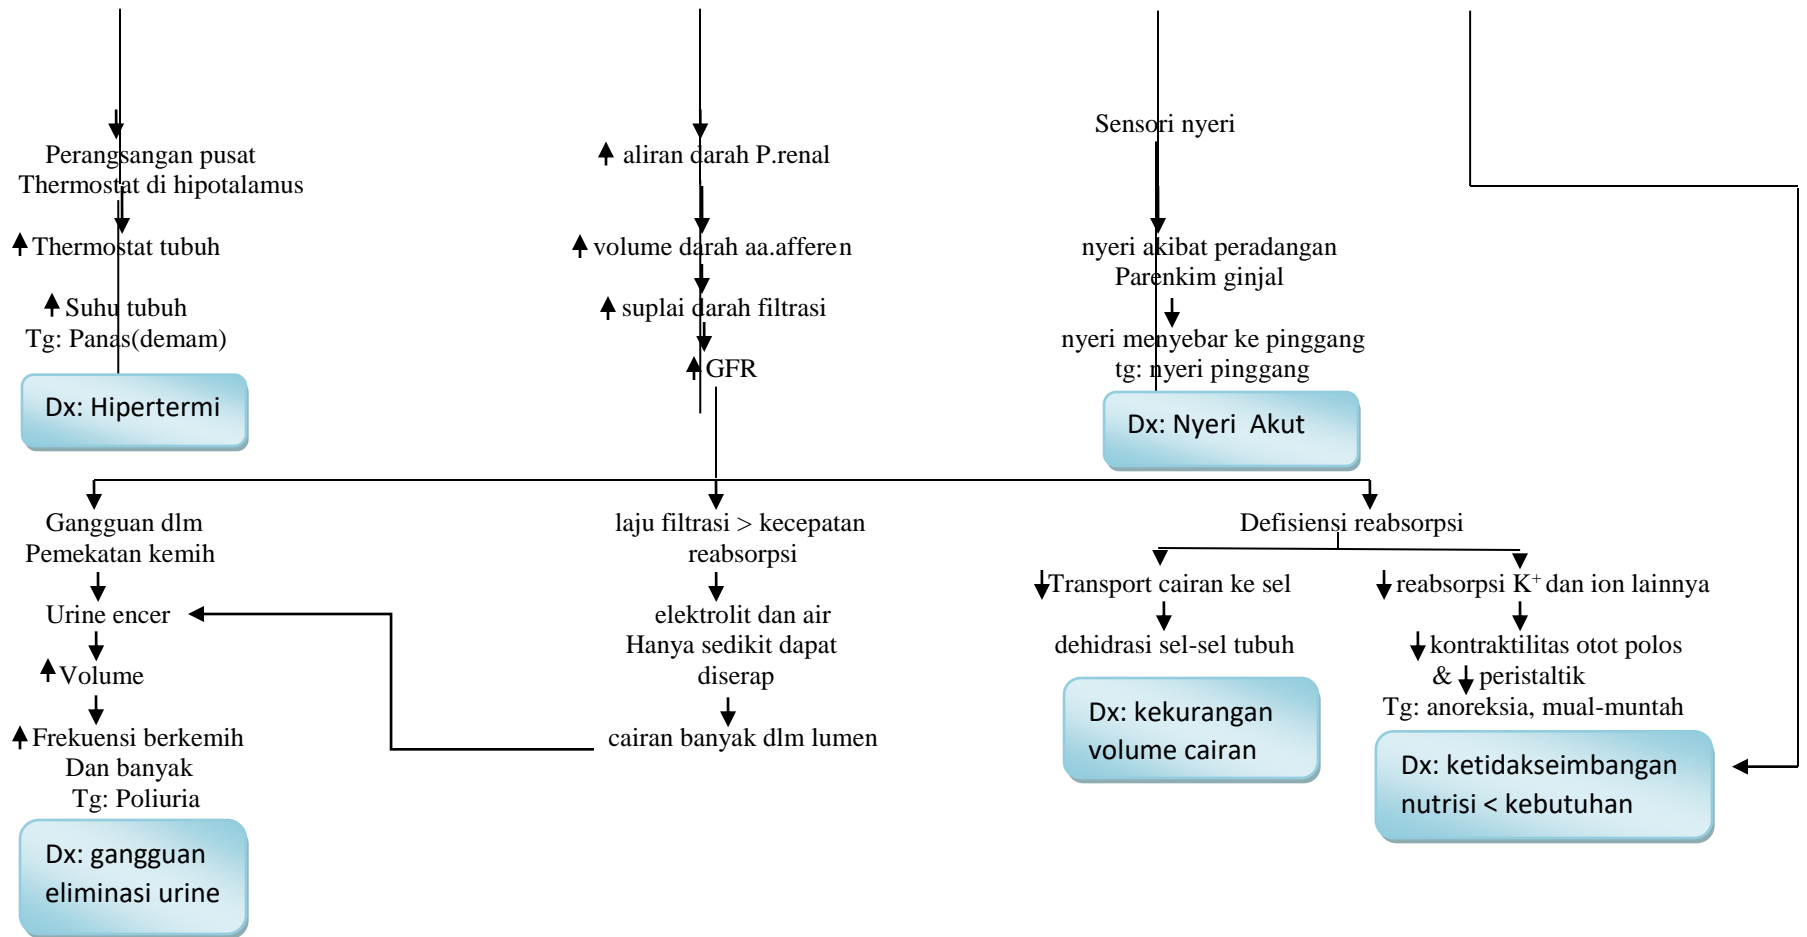 Perangsangan pusat
Thermostat di hipotalamus
Thermostat tubuh
Suhu tubuh
Tg: Panas(demam)
Dx: Hipertermi
aliran darah P.renal
volume darah aa.afferen
suplai darah filtrasi
GFR
Sensori nyeri
nyeri akibat peradangan
Parenkim ginjal
nyeri menyebar ke pinggang
tg: nyeri pinggang
Dx: Nyeri Akut
Gangguan dlm
Pemekatan kemih
Urine encer
Volume
Frekuensi berkemih
Dan banyak
Tg: Poliuria
Dx: gangguan
eliminasi urine
laju filtrasi > kecepatan
reabsorpsi
elektrolit dan air
Hanya sedikit dapat
diserap
cairan banyak dlm lumen
Defisiensi reabsorpsi
Transport cairan ke sel
dehidrasi sel-sel tubuh
Dx: kekurangan
volume cairan
reabsorpsi K⁺ dan ion lainnya
kontraktilitas otot polos
& peristaltik
Tg: anoreksia, mual-muntah
Dx: ketidakseimbangan
nutrisi < kebutuhan